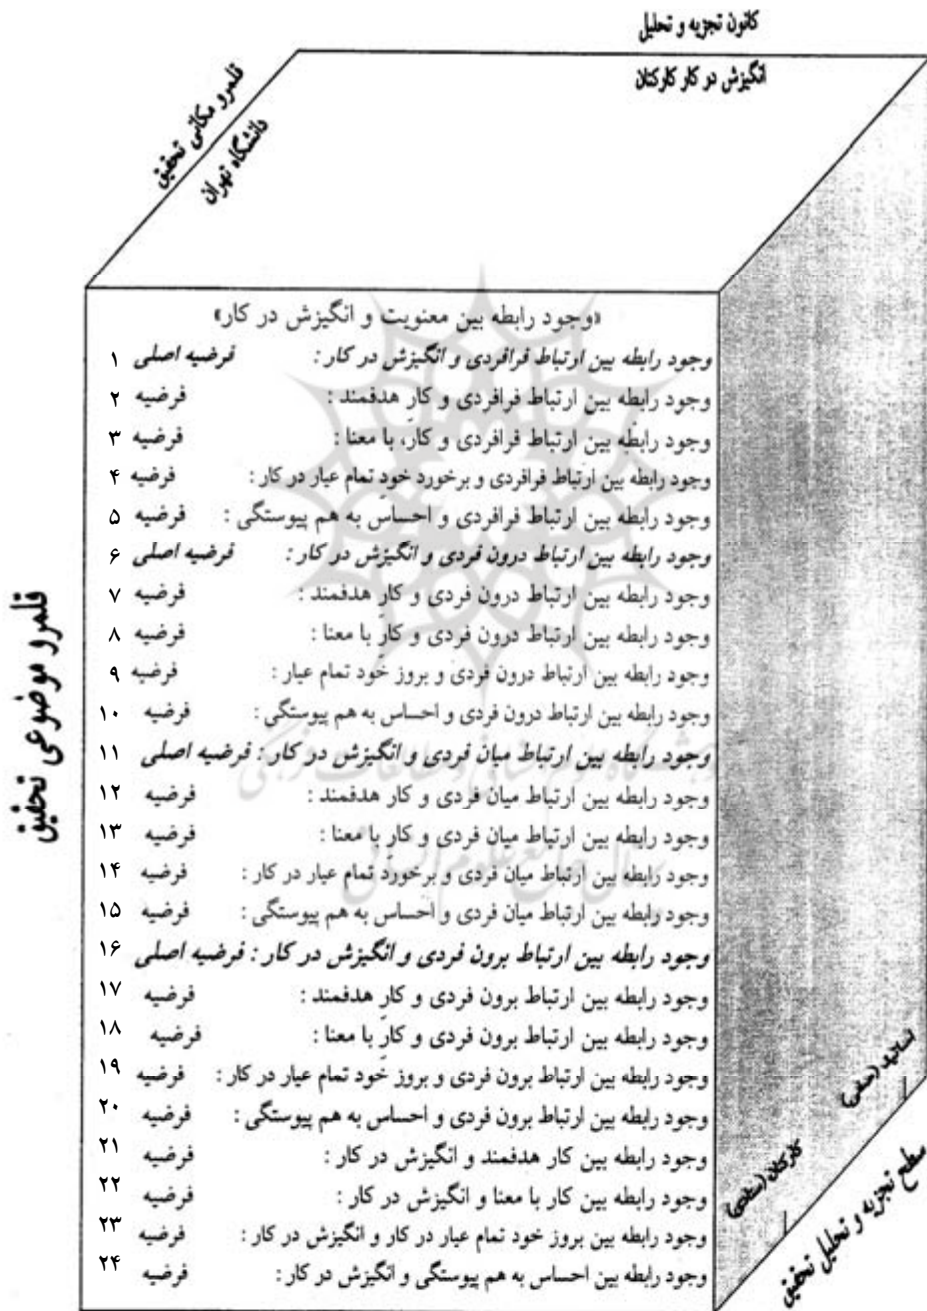 کانون تجزیه و تحلیل
انگیزش در کار کارکنان
قلمرو مکانی تحقیق
دانشگاه تهران
«وجود رابطه بین معنویت و انگیزش در کار»
وجود رابطه بین ارتباط فرافردی و انگیزش در کار : فرضیه اصلی ۱
وجود رابطه بین ارتباط فرافردی و کارِ هدفمند : فرضیه ۲
وجود رابطه بین ارتباط فرافردی و کارِ، با معنا : فرضیه ۳
وجود رابطه بین ارتباط فرافردی و برخورد خودِ تمام عیار در کار : فرضیه ۴
وجود رابطه بین ارتباط فرافردی و احساس به هم پیوستگی : فرضیه ۵
وجود رابطه بین ارتباط درون فردی و انگیزش در کار : فرضیه اصلی ۶
وجود رابطه بین ارتباط درون فردی و کارِ هدفمند : فرضیه ۷
وجود رابطه بین ارتباط درون فردی و کارِ با معنا : فرضیه ۸
وجود رابطه بین ارتباط درون فردی و بروز خود تمام عیار : فرضیه ۹
وجود رابطه بین ارتباط درون فردی و احساس به هم پیوستگی : فرضیه ۱۰
وجود رابطه بین ارتباط میان فردی و انگیزش در کار : فرضیه اصلی ۱۱
وجود رابطه بین ارتباط میان فردی و کار هدفمند : فرضیه ۱۲
وجود رابطه بین ارتباط میان فردی و کارِ با معنا : فرضیه ۱۳
وجود رابطه بین ارتباط میان فردی و برخورد تمام عیار در کار : فرضیه ۱۴
وجود رابطه بین ارتباط میان فردی و احساس به هم پیوستگی : فرضیه ۱۵
وجود رابطه بین ارتباط برون فردی و انگیزش در کار : فرضیه اصلی ۱۶
وجود رابطه بین ارتباط برون فردی و کارِ هدفمند : فرضیه ۱۷
وجود رابطه بین ارتباط برون فردی و کارِ با معنا : فرضیه ۱۸
وجود رابطه بین ارتباط برون فردی و بروز خود تمام عیار در کار : فرضیه ۱۹
وجود رابطه بین ارتباط برون فردی و احساس به هم پیوستگی : فرضیه ۲۰
وجود رابطه بین کار هدفمند و انگیزش در کار : فرضیه ۲۱
وجود رابطه بین کار با معنا و انگیزش در کار : فرضیه ۲۲
وجود رابطه بین بروز خود تمام عیار در کار و انگیزش در کار : فرضیه ۲۳
وجود رابطه بین احساس به هم پیوستگی و انگیزش در کار : فرضیه ۲۴
قلمرو موضوعی تحقیق
اساتید (صفی)
کارکنان (ستادی)
سطح تجزیه و تحلیل تحقیق
پژوهشگاه علوم انسانی و مطالعات فرهنگی
پرتال جامع علوم انسانی